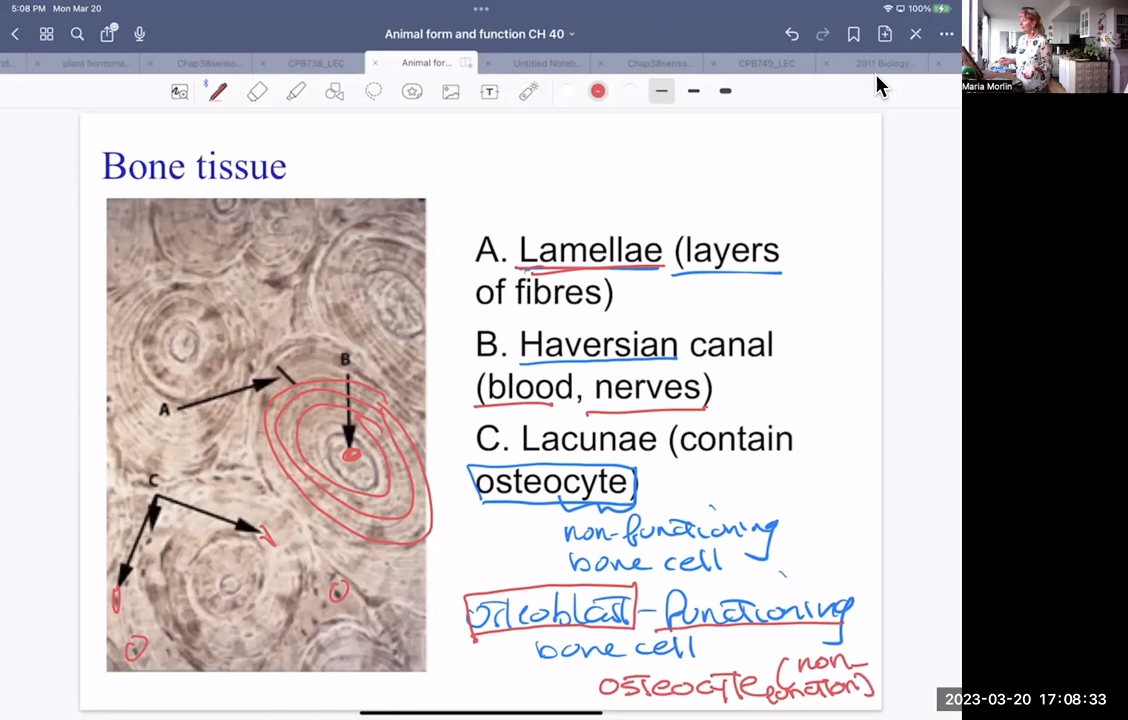 5:08 PM Mon Mar 20
100%
Animal form and function CH 40
plant hormone...
Chap38senso...
CPB738_LEC
Animal for...
Untitled Noteb...
Chap38senso...
CPB749_LEC
2011 Biology...
Maria Morlin
Bone tissue
A. Lamellae (layers
of fibres)
B. Haversian canal
(blood, nerves)
C. Lacunae (contain
osteocyte)
B
A
C
non-functioning
bone cell
osteoblast - functioning
bone cell
osteocyte (non-
function)
2023-03-20 17:08:33